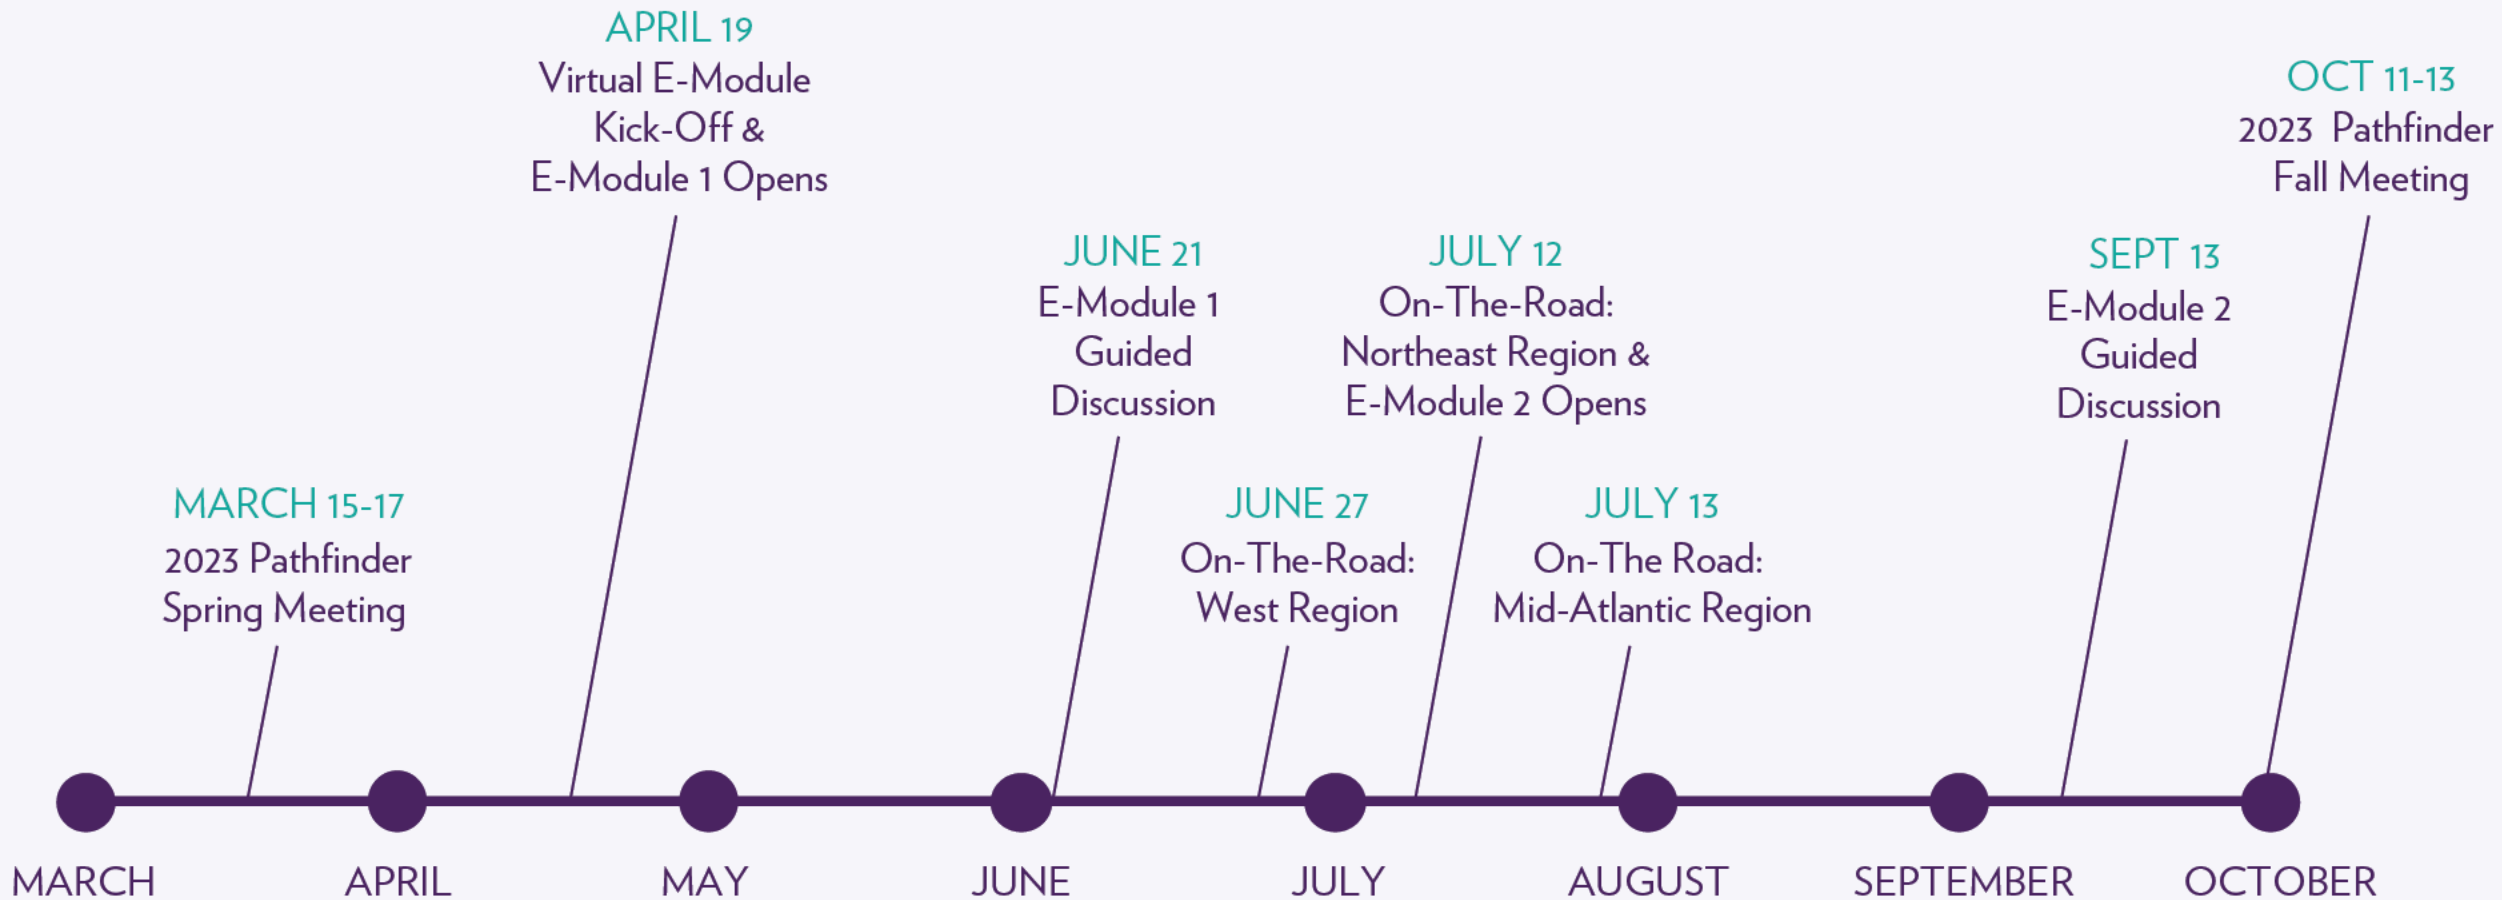 APRIL 19
Virtual E-Module
Kick-Off &
E-Module 1 Opens
OCT 11-13
2023 Pathfinder
Fall Meeting
JUNE 21
E-Module 1
Guided
Discussion
JULY 12
On-The-Road:
Northeast Region &
E-Module 2 Opens
SEPT 13
E-Module 2
Guided
Discussion
MARCH 15-17
2023 Pathfinder
Spring Meeting
JUNE 27
On-The-Road:
West Region
JULY 13
On-The Road:
Mid-Atlantic Region
MARCH
APRIL
MAY
JUNE
JULY
AUGUST
SEPTEMBER
OCTOBER